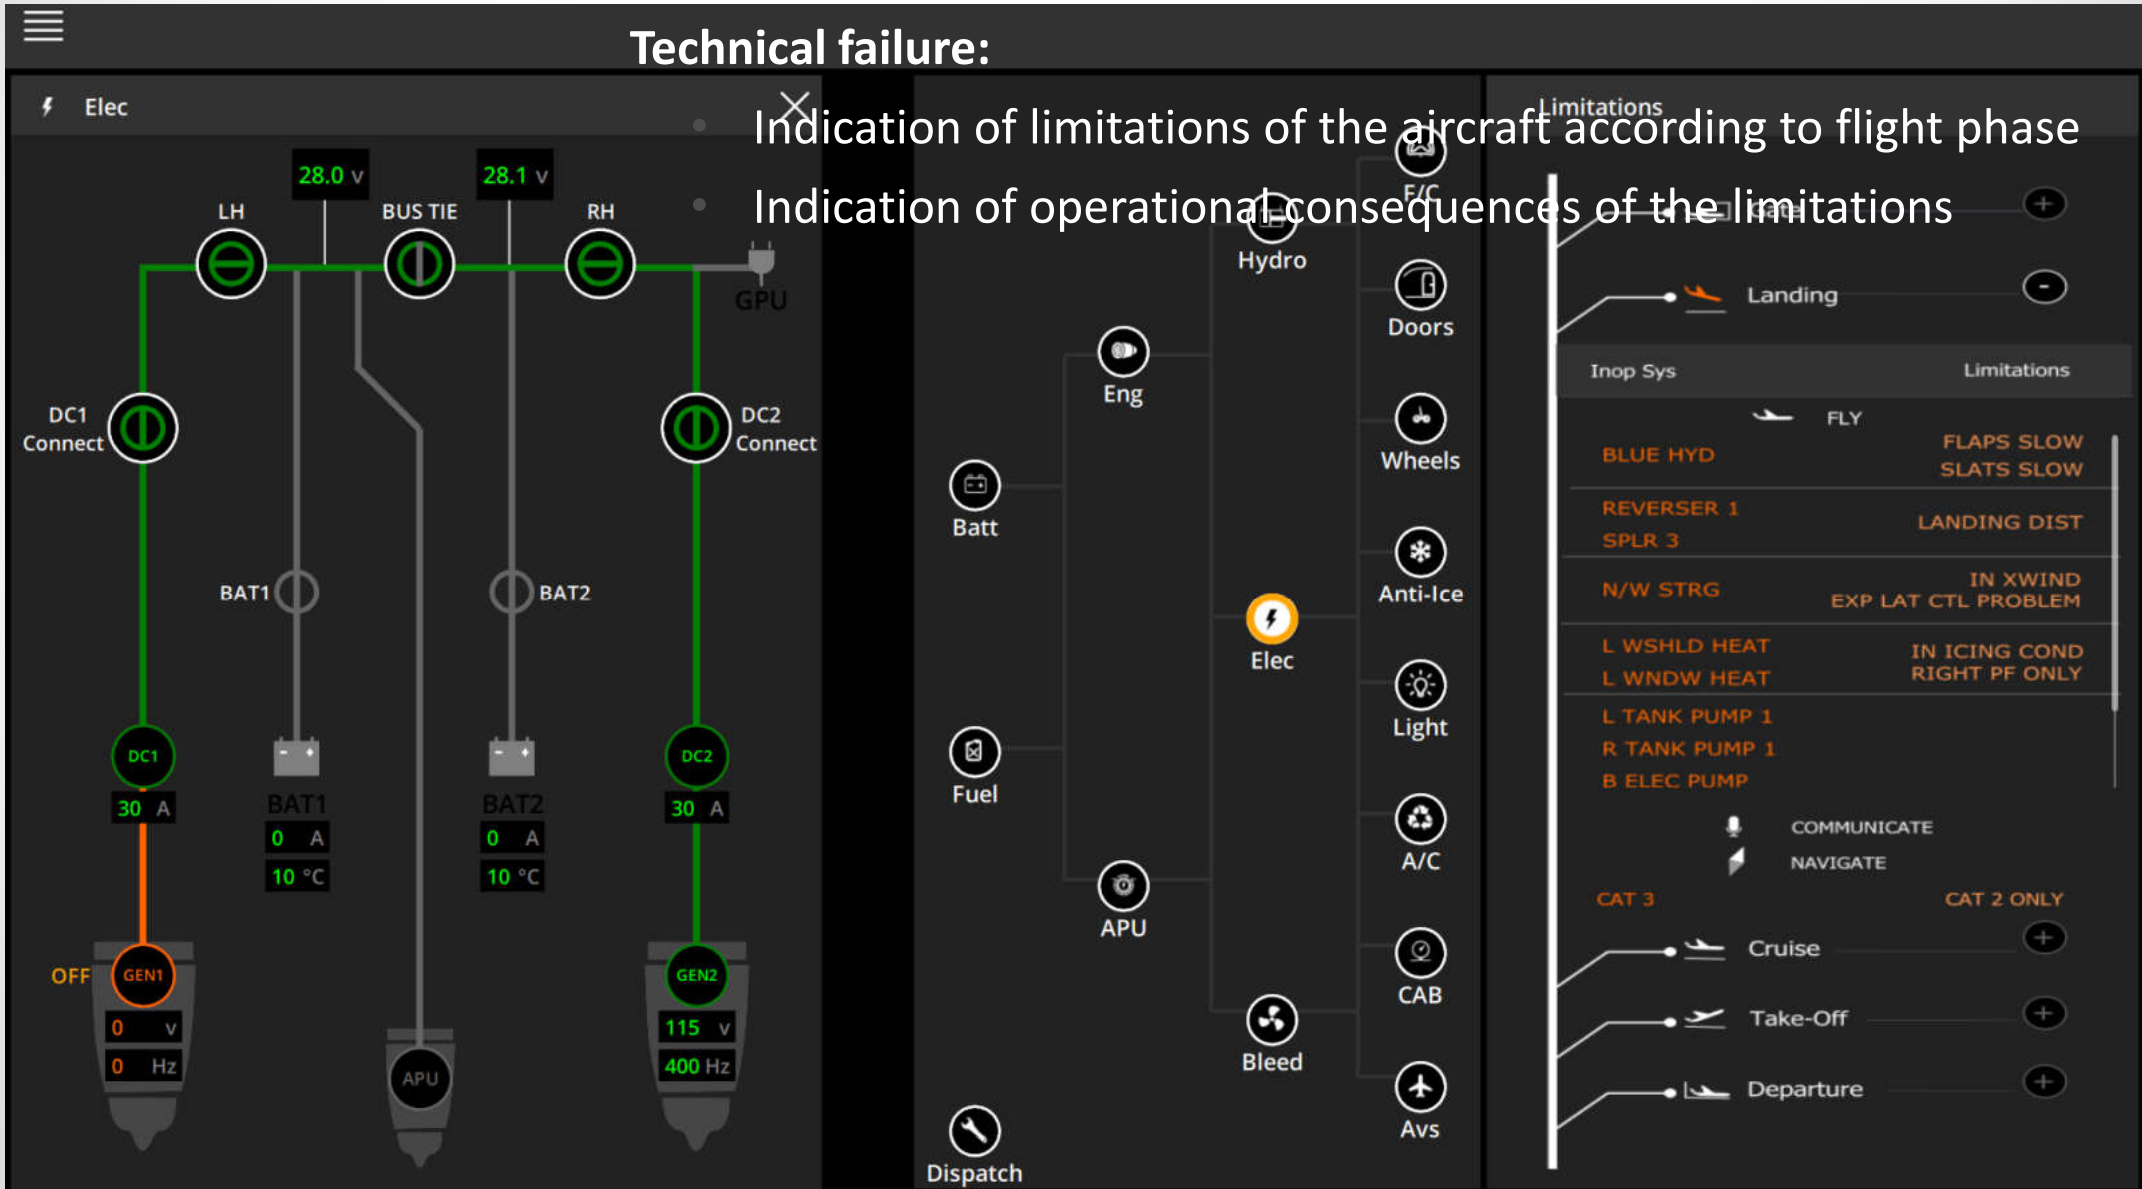 Technical failure:
Indication of limitations of the aircraft according to flight phase
Indication of operational consequences of the limitations
Elec
28.0 v
28.1 v
LH
BUS TIE
RH
GPU
DC1
Connect
DC2
Connect
BAT1
BAT2
DC1
DC2
30 A
BAT1
BAT2
30 A
0 A
0 A
10 °C
10 °C
OFF
GEN1
GEN2
0 v
115 v
0 Hz
400 Hz
APU
F/C
Hydro
Doors
Eng
Wheels
Batt
Anti-Ice
Elec
Light
Fuel
A/C
APU
CAB
Bleed
Avs
Dispatch
Limitations
Gate
+
Landing
-
Inop Sys Limitations
FLY
BLUE HYD FLAPS SLOW
SLATS SLOW
REVERSER 1
SPLR 3
LANDING DIST
N/W STRG IN XWIND
EXP LAT CTL PROBLEM
L WSHLD HEAT IN ICING COND
L WNDW HEAT RIGHT PF ONLY
L TANK PUMP 1
R TANK PUMP 1
B ELEC PUMP
COMMUNICATE
NAVIGATE
CAT 3 CAT 2 ONLY
Cruise +
Take-Off +
Departure +